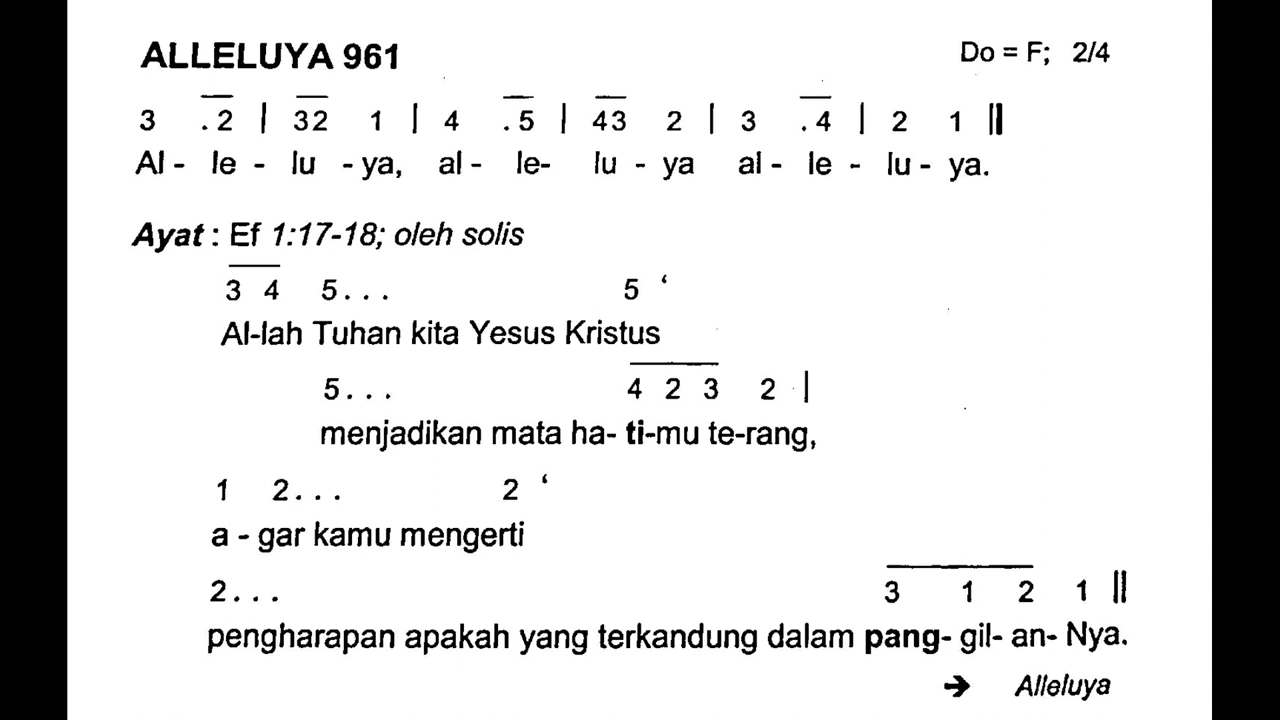 ALLELUYA 961 Do = F; 2/4
3 .2 | 32 1 | 4 .5 | 43 2 | 3 .4 | 2 1 ||
Al - le - lu - ya, al - le- lu - ya al - le - lu - ya.
Ayat : Ef 1:17-18; oleh solis
3 4 5... 5 ‘
Al-lah Tuhan kita Yesus Kristus
5... 4 2 3 2 |
menjadikan mata ha- ti-mu te-rang,
1 2... 2 ‘
a - gar kamu mengerti
2... 3 1 2 1 ||
pengharapan apakah yang terkandung dalam pang- gil- an- Nya.
→ Alleluya